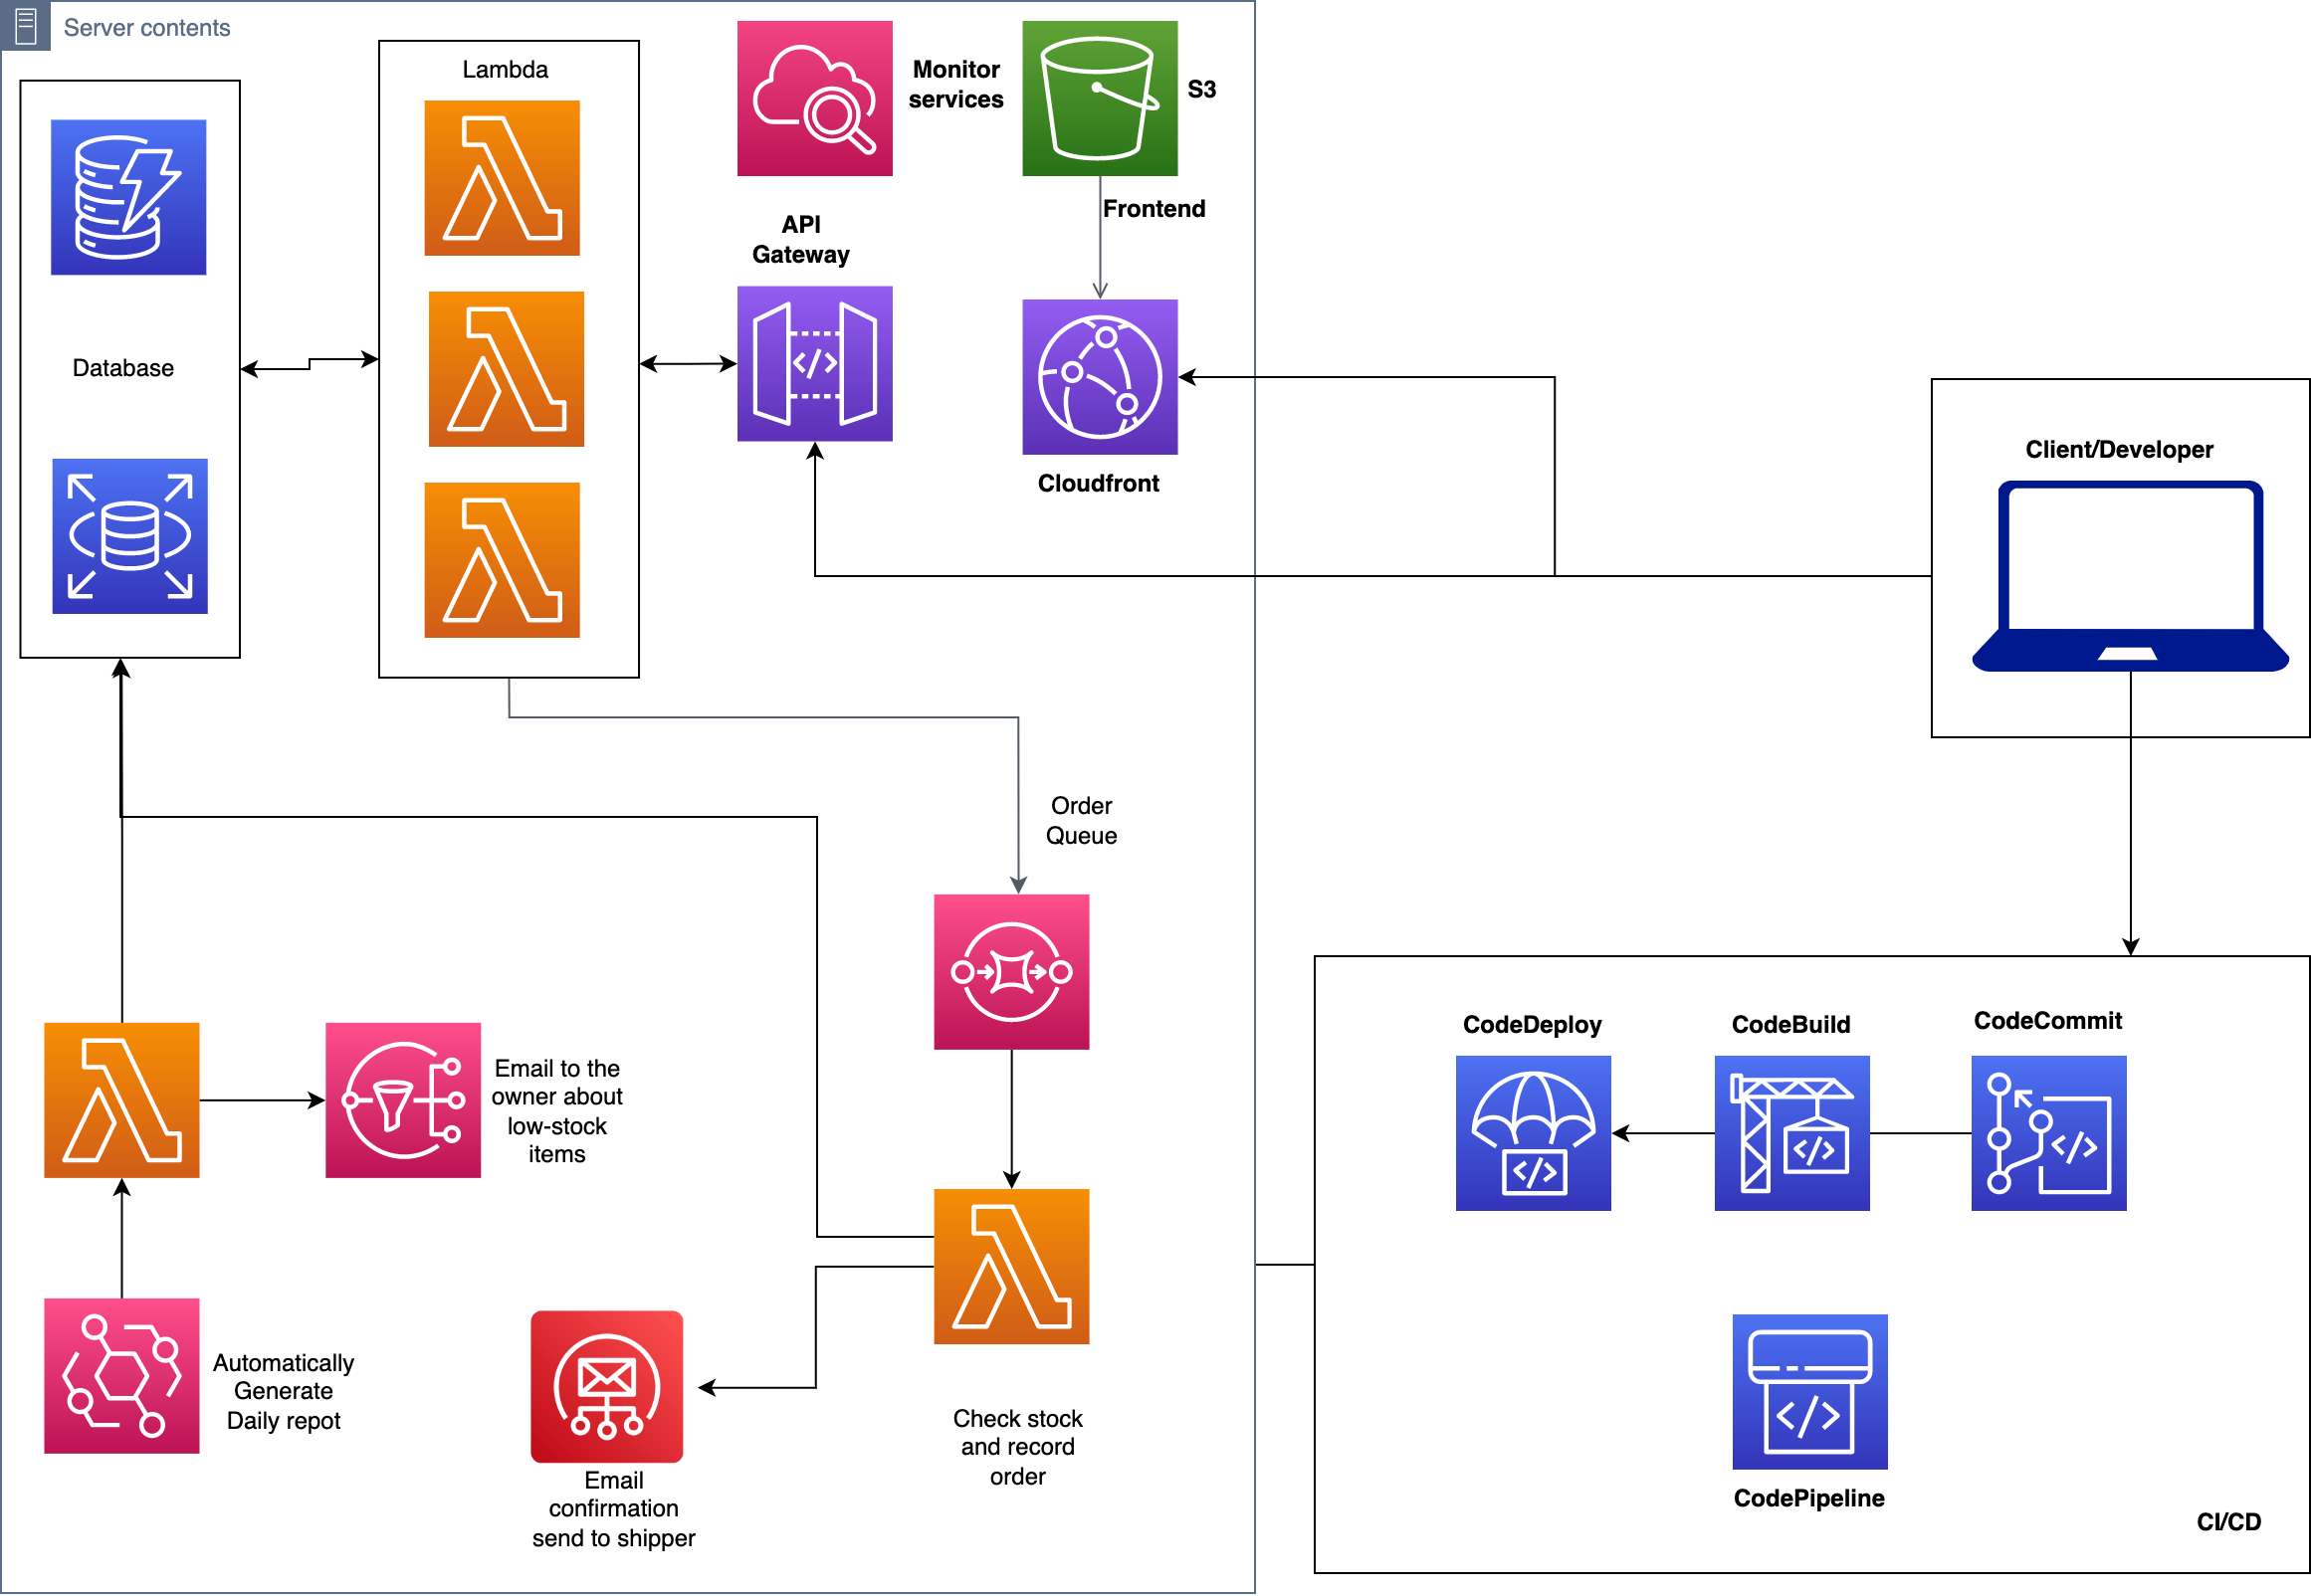 Server contents
Lambda
Monitor
services
S3
Frontend
API
Gateway
Database
Cloudfront
Client/Developer
Order
Queue
Email to the
owner about
low-stock
items
Automatically
Generate
Daily repot
Email
confirmation
send to shipper
Check stock
and record
order
CodeDeploy
CodeBuild
CodeCommit
CodePipeline
CI/CD